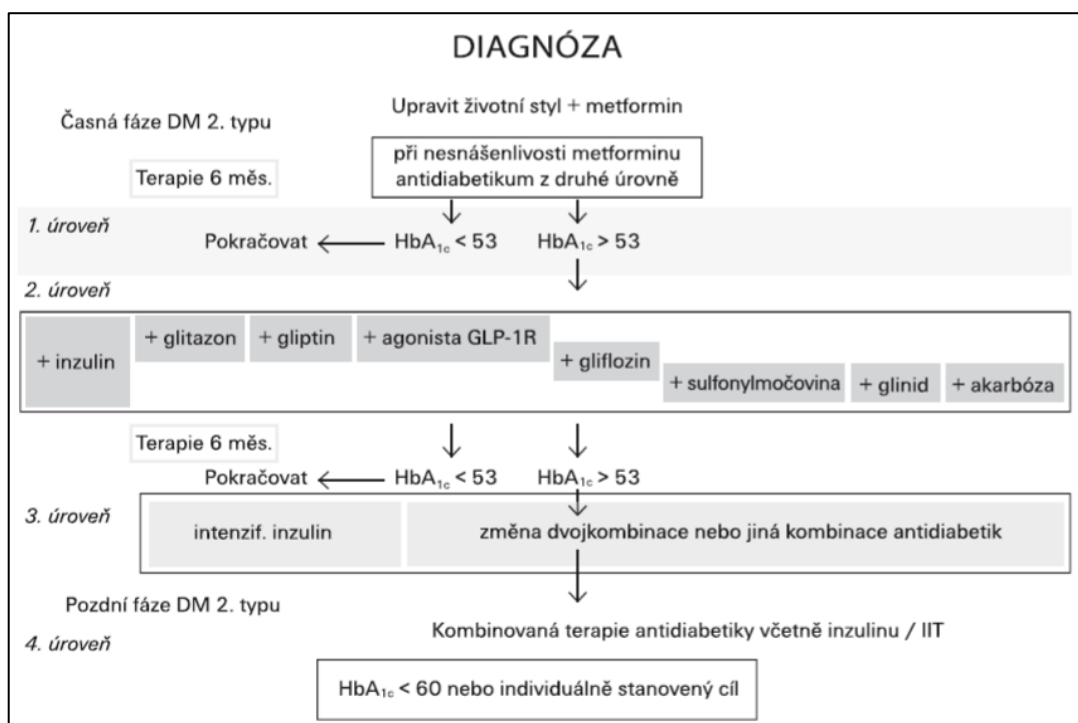 DIAGNÓZA
Upravit životní styl + metformin
Časná fáze DM 2. typu
při nesnášenlivosti metforminu
antidiabetikum z druhé úrovně
Terapie 6 měs.
1. úroveň
Pokračovat
HbA1c < 53
HbA1c > 53
2. úroveň
+ inzulin
+ glitazon
+ gliptin
+ agonista GLP-1R
+ gliflozin
+ sulfonylmočovina
+ glinid
+ akarbóza
Terapie 6 měs.
Pokračovat
HbA1c < 53
HbA1c > 53
3. úroveň
intenzif. inzulin
změna dvojkombinace nebo jiná kombinace antidiabetik
Pozdní fáze DM 2. typu
Kombinovaná terapie antidiabetiky včetně inzulinu / IIT
4. úroveň
HbA1c < 60 nebo individuálně stanovený cíl